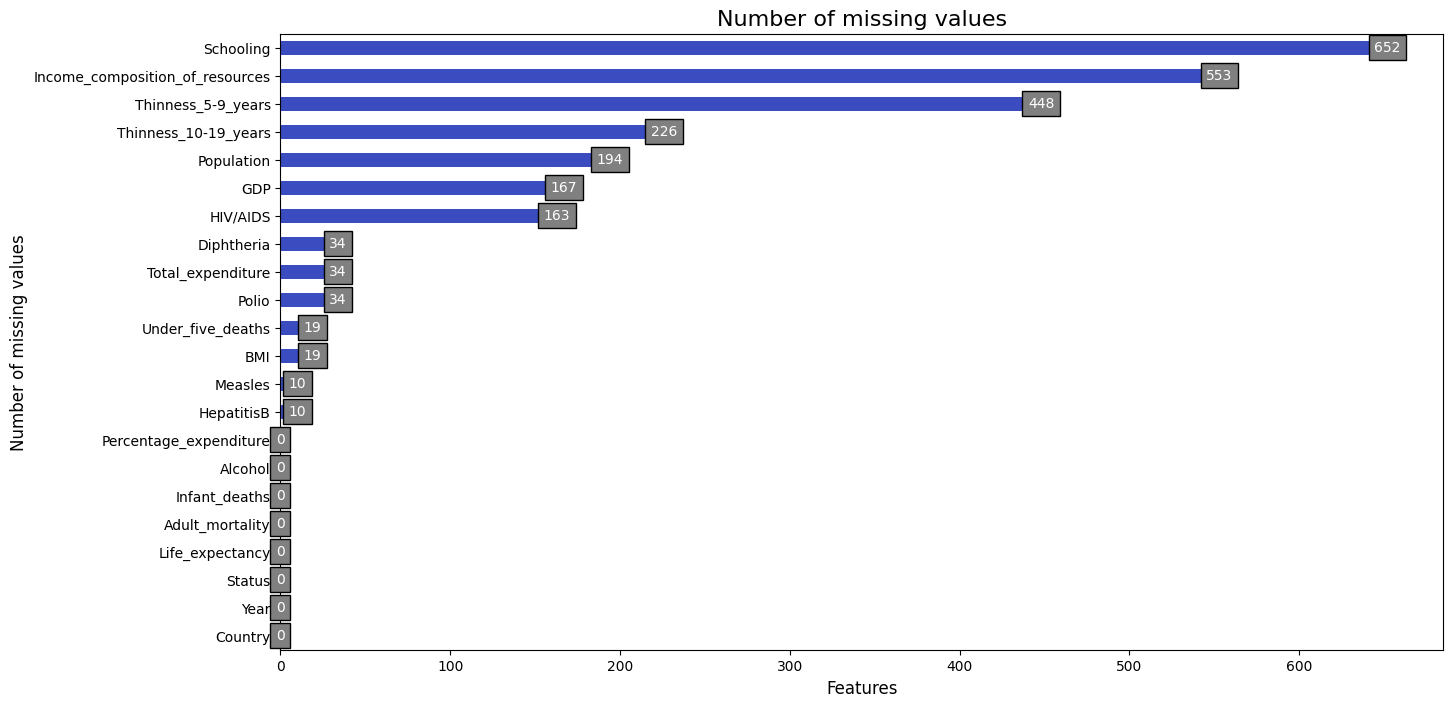 Number of missing values
Schooling 652
Income_composition_of_resources 553
Thinness_5-9_years 448
Thinness_10-19_years 226
Population 194
GDP 167
HIV/AIDS 163
Diphtheria 34
Total_expenditure 34
Polio 34
Under_five_deaths 19
BMI 19
Measles 10
HepatitisB 10
Percentage_expenditure 0
Alcohol 0
Infant_deaths 0
Adult_mortality 0
Life_expectancy 0
Status 0
Year 0
Country 0
Number of missing values
0 100 200 300 400 500 600
Features